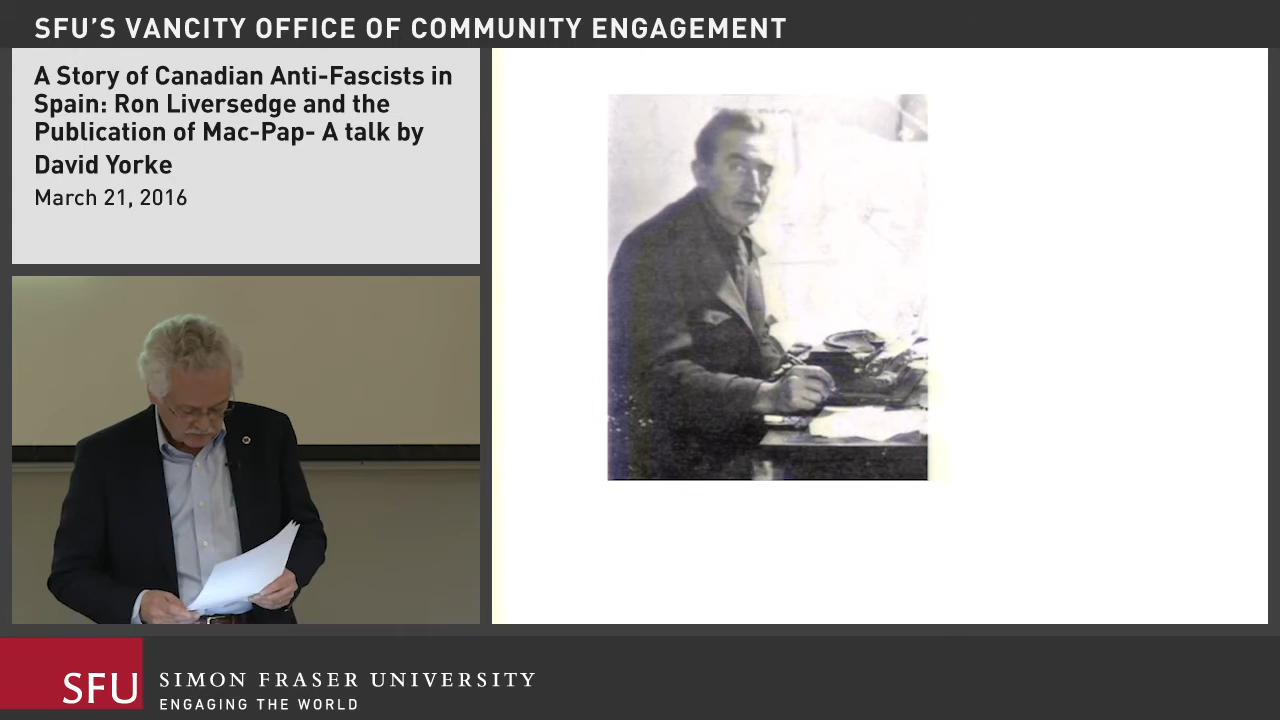 SFU'S VANCITY OFFICE OF COMMUNITY ENGAGEMENT
A Story of Canadian Anti-Fascists in
Spain: Ron Liversedge and the
Publication of Mac-Pap- A talk by
David Yorke
March 21, 2016
SFU
SIMON FRASER UNIVERSITY
ENGAGING THE WORLD